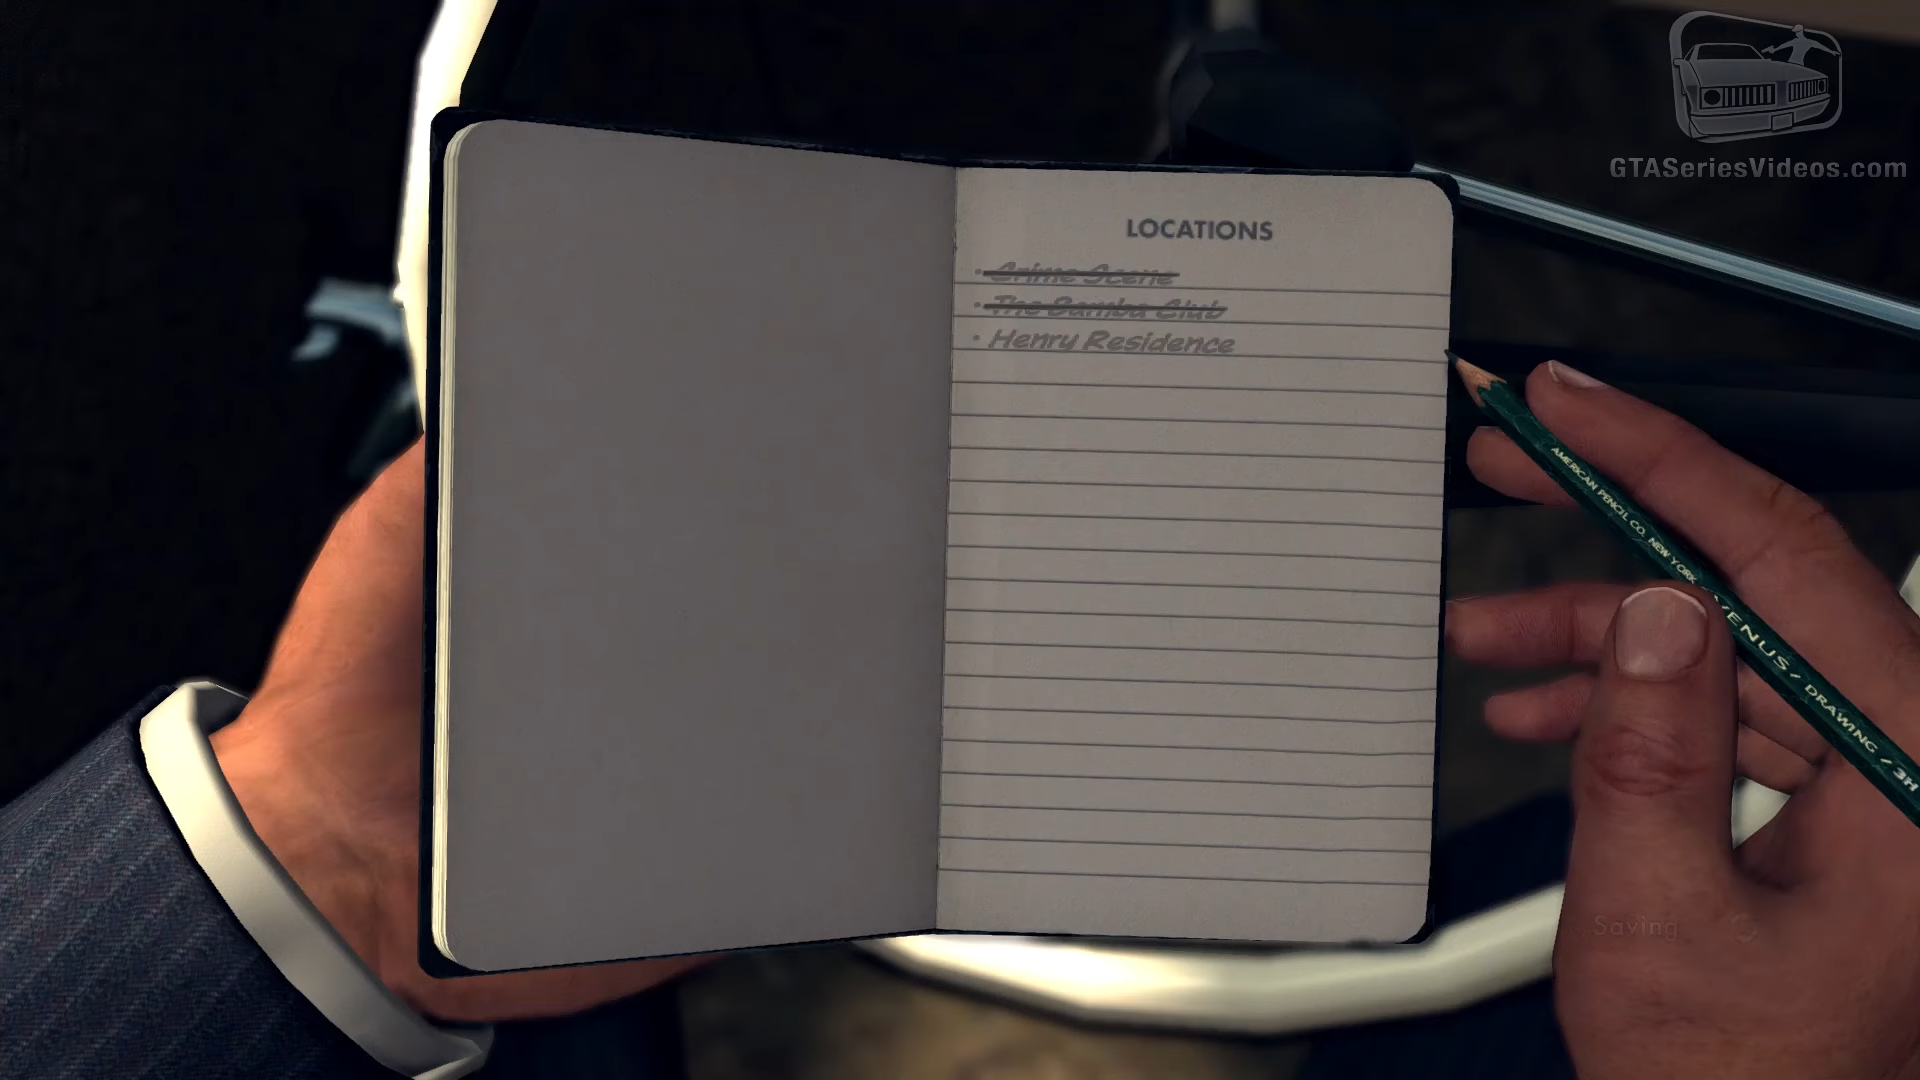 GTASeriesVideos.com
LOCATIONS
• Crime Scene
• The Bamba Club
• Henry Residence
AMERICAN PENCIL CO. NEW YORK VENUS / DRAWING / 3H
Saving